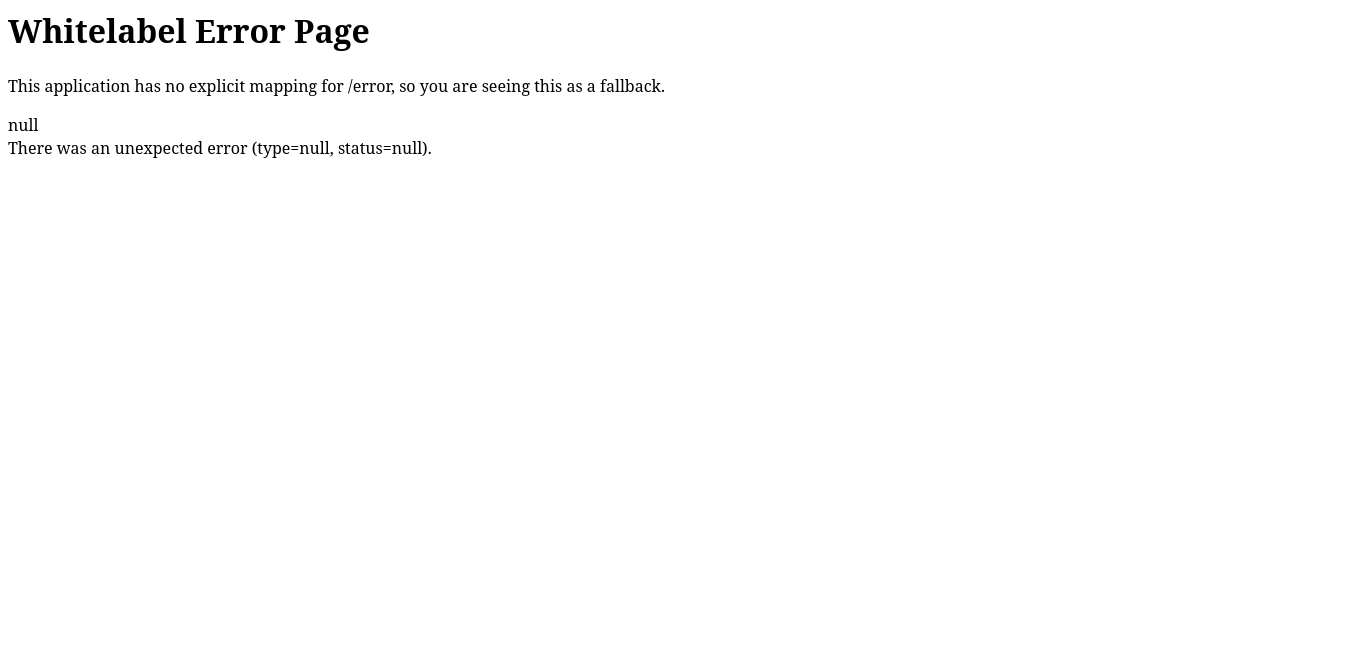 Whitelabel Error Page
This application has no explicit mapping for /error, so you are seeing this as a fallback.
null
There was an unexpected error (type=null, status=null).